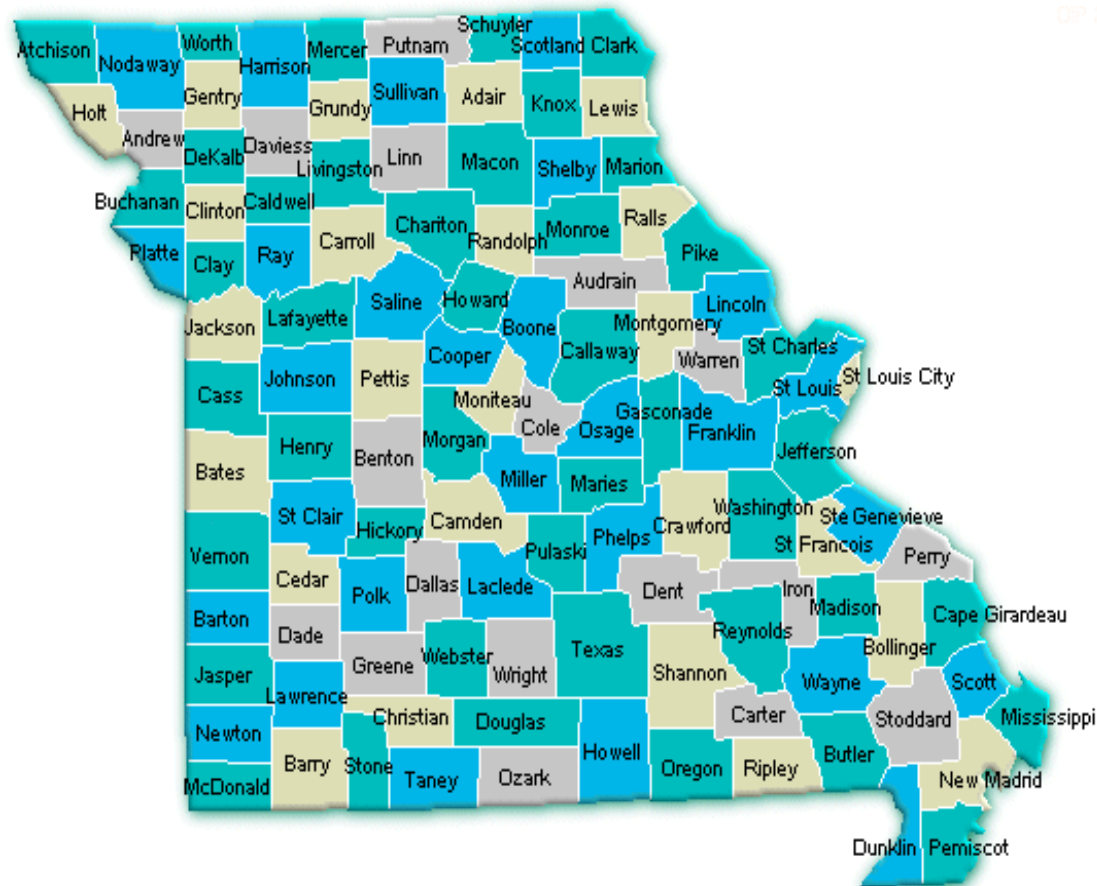 Atchison
Nodaway
Worth
Harrison
Mercer
Putnam
Schuyler
Scotland
Clark
Holt
Andrew
Gentry
DeKalb
Daviess
Grundy
Sullivan
Adair
Knox
Lewis
Livingston
Linn
Macon
Shelby
Marion
Buchanan
Clinton
Caldwell
Carroll
Chariton
Randolph
Monroe
Ralls
Pike
Platte
Clay
Ray
Saline
Howard
Boone
Audrain
Lincoln
Jackson
Lafayette
Cooper
Callaway
Montgomery
Warren
St Charles
St Louis
St Louis City
Cass
Johnson
Pettis
Moniteau
Cole
Osage
Gasconade
Franklin
Jefferson
Henry
Benton
Morgan
Miller
Maries
Bates
St Clair
Hickory
Camden
Pulaski
Phelps
Crawford
Washington
St Francois
Ste Genevieve
Perry
Vernon
Cedar
Polk
Dallas
Laclede
Dent
Iron
Madison
Bollinger
Cape Girardeau
Barton
Dade
Greene
Webster
Wright
Texas
Shannon
Reynolds
Wayne
Scott
Jasper
Lawrence
Christian
Douglas
Howell
Carter
Butler
Stoddard
Mississippi
Newton
McDonald
Barry
Stone
Taney
Ozark
Oregon
Ripley
New Madrid
Dunklin
Pemiscot